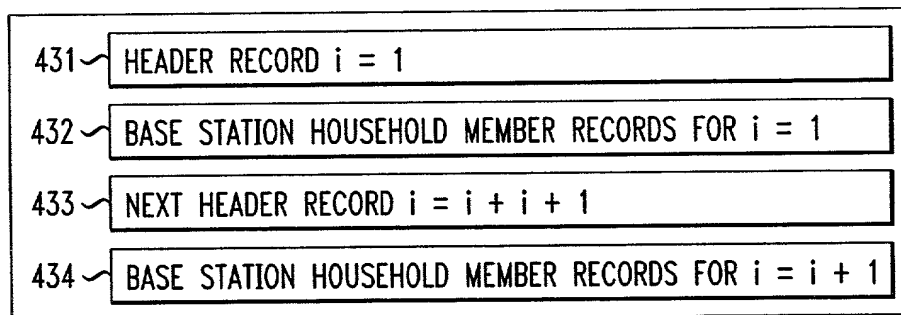 431 HEADER RECORD i = 1
432 BASE STATION HOUSEHOLD MEMBER RECORDS FOR i = 1
433 NEXT HEADER RECORD i = i + i + 1
434 BASE STATION HOUSEHOLD MEMBER RECORDS FOR i = i + 1